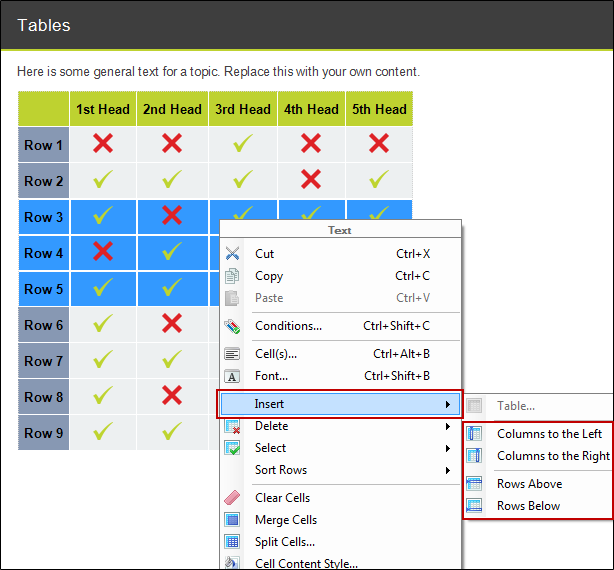 Tables
Here is some general text for a topic. Replace this with your own content.
1st Head 2nd Head 3rd Head 4th Head 5th Head
Row 1
Row 2
Row 3
Row 4
Row 5
Row 6
Row 7
Row 8
Row 9
Text
Cut Ctrl+X
Copy Ctrl+C
Paste Ctrl+V
Conditions... Ctrl+Shift+C
Cell(s)... Ctrl+Alt+B
Font... Ctrl+Shift+B
Insert
Delete
Select
Sort Rows
Clear Cells
Merge Cells
Split Cells...
Cell Content Style...
Table...
Columns to the Left
Columns to the Right
Rows Above
Rows Below